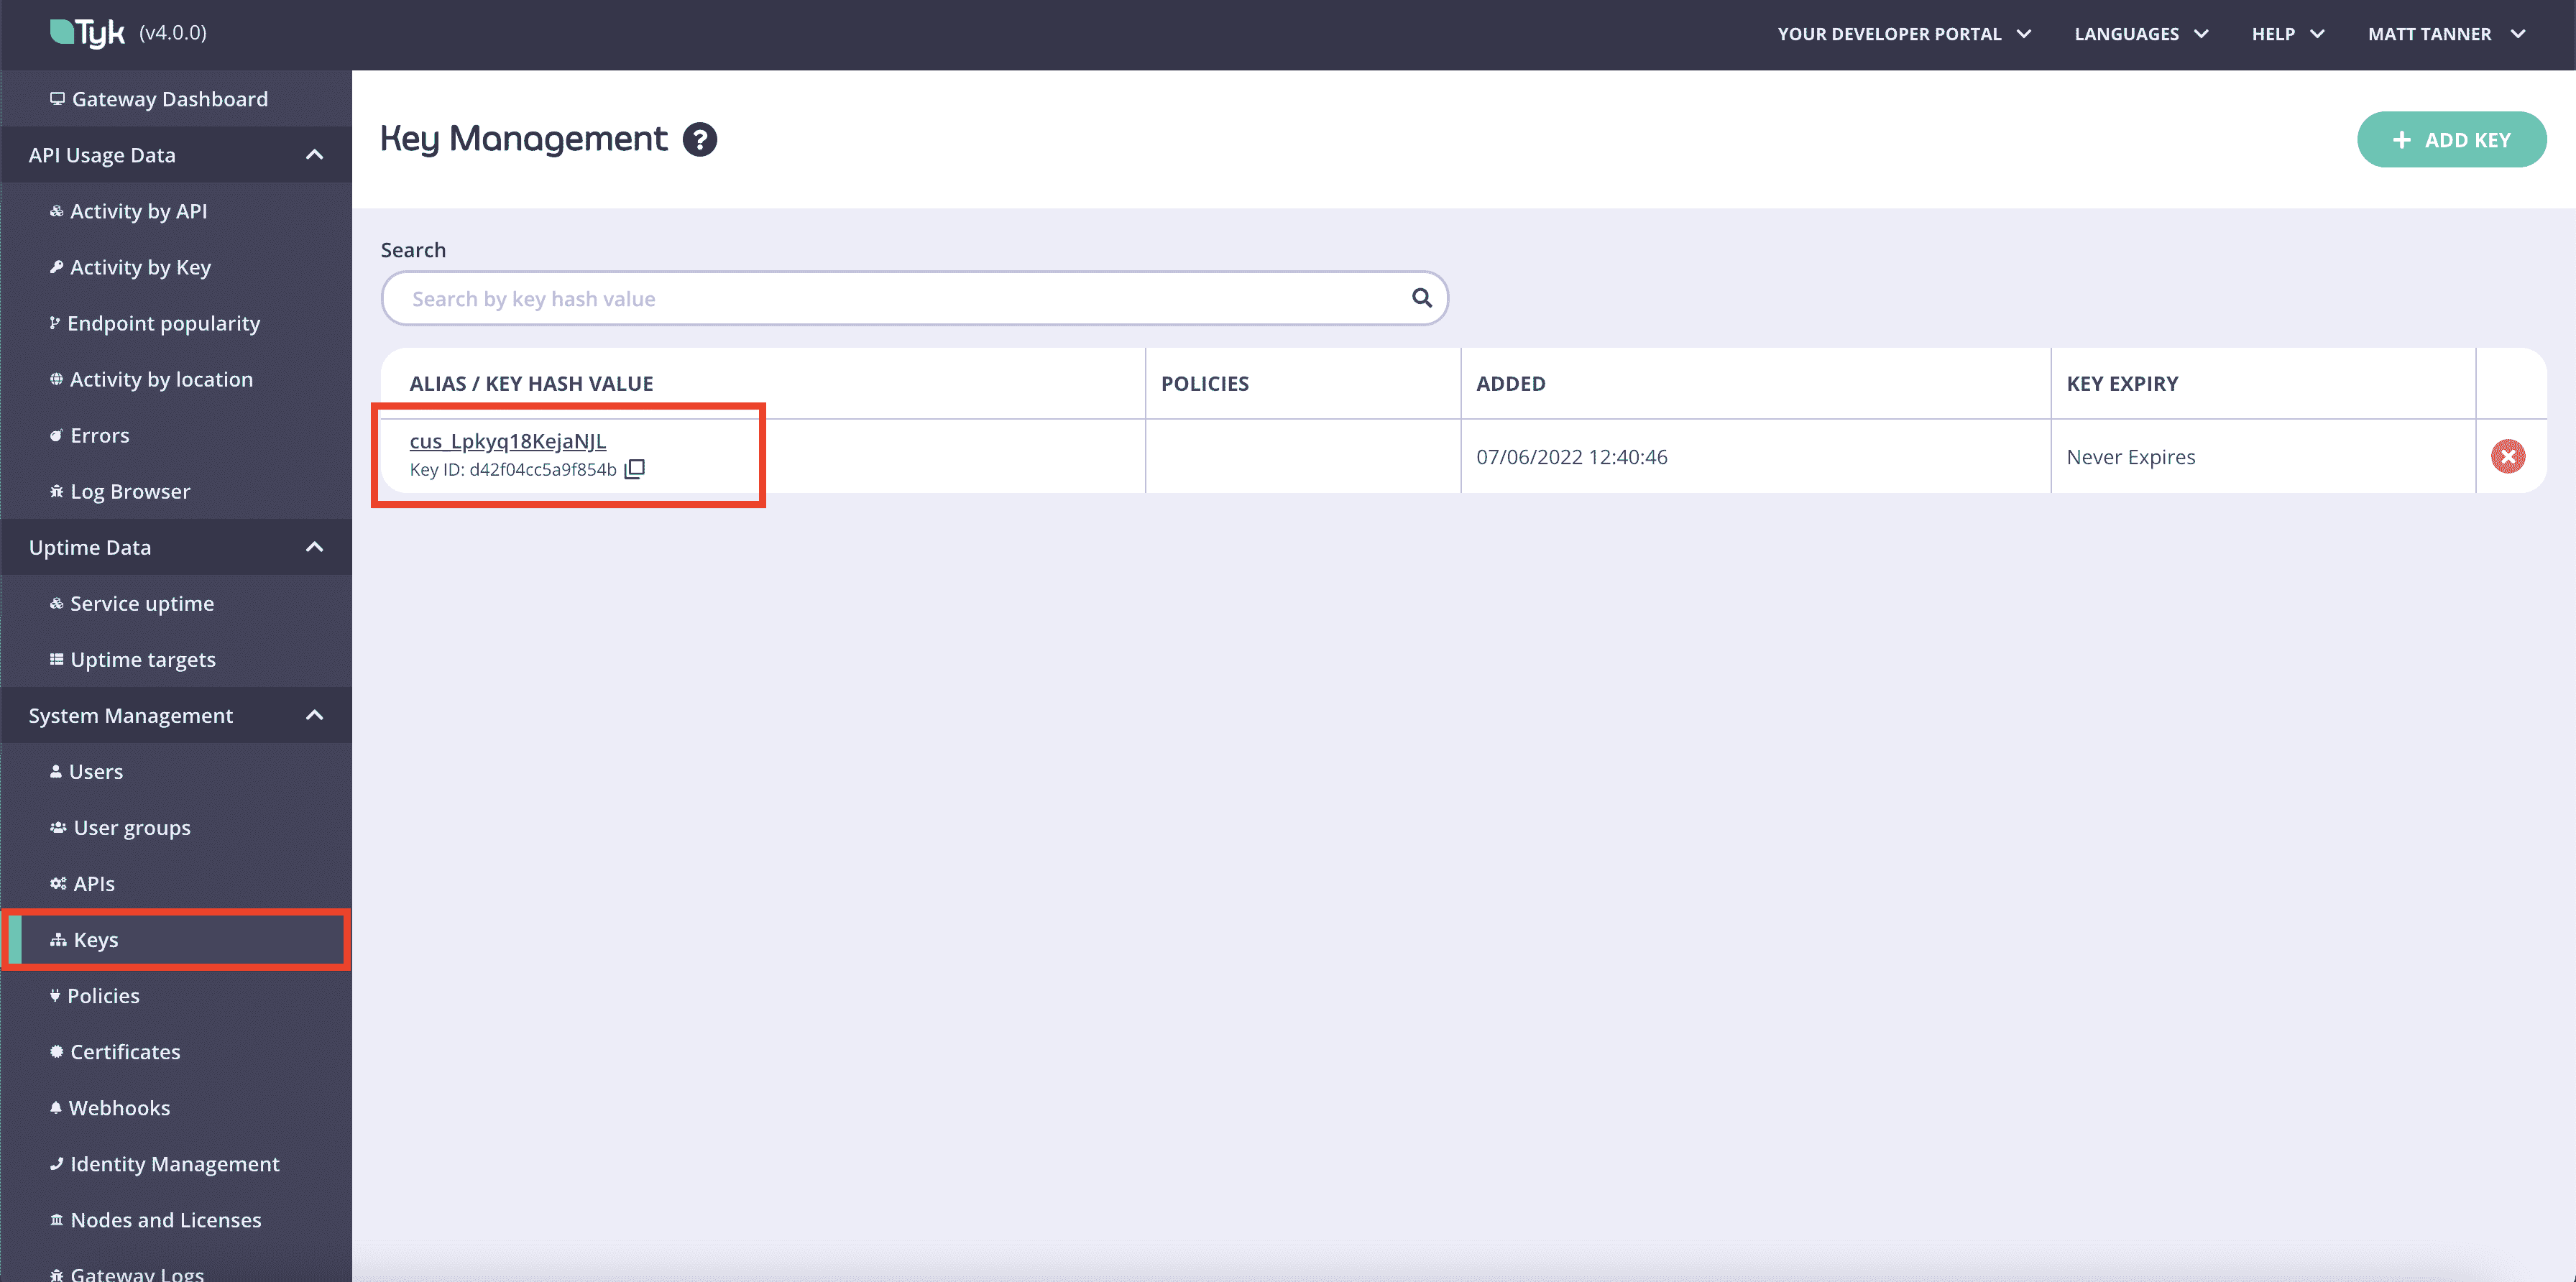 Tyk (v4.0.0)
YOUR DEVELOPER PORTAL
LANGUAGES
HELP
MATT TANNER
Gateway Dashboard
API Usage Data
Activity by API
Activity by Key
Endpoint popularity
Activity by location
Errors
Log Browser
Uptime Data
Service uptime
Uptime targets
System Management
Users
User groups
APIs
Keys
Policies
Certificates
Webhooks
Identity Management
Nodes and Licenses
Gateway Logs
Key Management ?
+ ADD KEY
Search
Search by key hash value
ALIAS / KEY HASH VALUE
POLICIES
ADDED
KEY EXPIRY
cus_Lpkyq18KejaNJL
Key ID: d42f04cc5a9f854b
07/06/2022 12:40:46
Never Expires